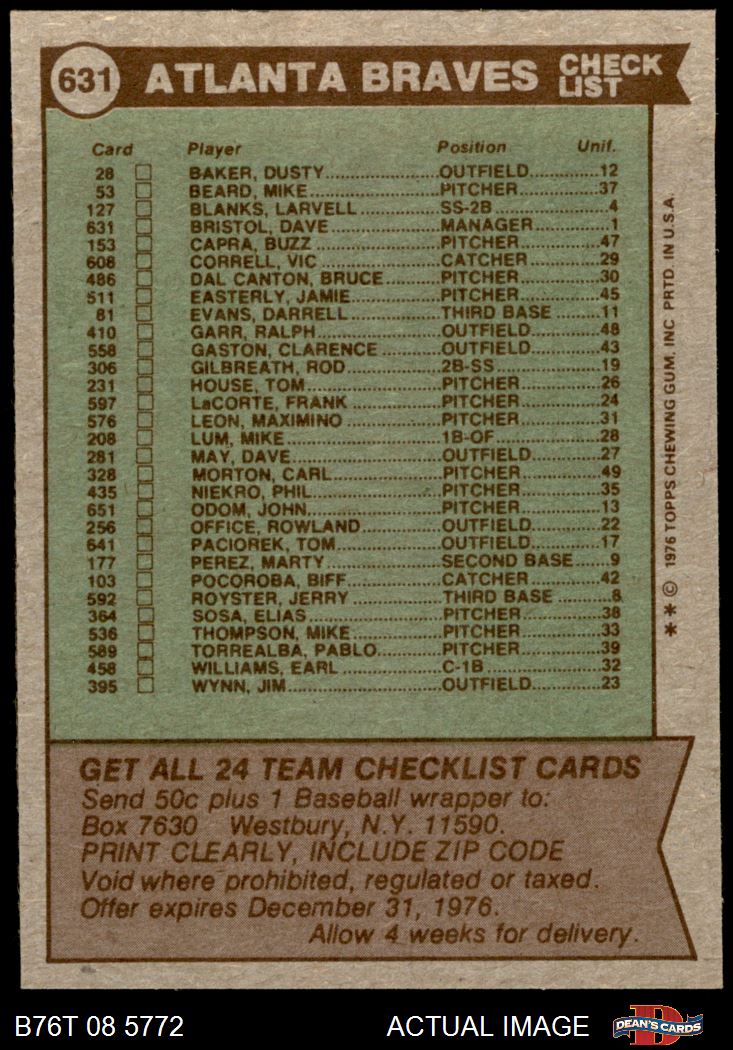 631 ATLANTA BRAVES CHECK LIST
Card Player Position Unif.
28 BAKER, DUSTY OUTFIELD 12
53 BEARD, MIKE PITCHER 37
127 BLANKS, LARVELL SS-2B 4
631 BRISTOL, DAVE MANAGER 1
153 CAPRA, BUZZ PITCHER 47
608 CORRELL, VIC CATCHER 29
486 DAL CANTON, BRUCE PITCHER 30
511 EASTERLY, JAMIE PITCHER 45
81 EVANS, DARRELL THIRD BASE 11
410 GARR, RALPH OUTFIELD 48
558 GASTON, CLARENCE OUTFIELD 43
306 GILBREATH, ROD 2B-SS 19
231 HOUSE, TOM PITCHER 26
597 LaCORTE, FRANK PITCHER 24
576 LEON, MAXIMINO PITCHER 31
208 LUM, MIKE 1B-OF 28
281 MAY, DAVE OUTFIELD 27
328 MORTON, CARL PITCHER 49
435 NIEKRO, PHIL PITCHER 35
651 ODOM, JOHN PITCHER 13
256 OFFICE, ROWLAND OUTFIELD 22
641 PACIOREK, TOM OUTFIELD 17
177 PEREZ, MARTY SECOND BASE 9
103 POCOROBA, BIFF CATCHER 42
592 ROYSTER, JERRY THIRD BASE 8
364 SOSA, ELIAS PITCHER 38
536 THOMPSON, MIKE PITCHER 33
589 TORREALBA, PABLO PITCHER 39
458 WILLIAMS, EARL C-1B 32
395 WYNN, JIM OUTFIELD 23
**© 1976 TOPPS CHEWING GUM, INC. PRTD. IN U.S.A.
GET ALL 24 TEAM CHECKLIST CARDS
Send 50c plus 1 Baseball wrapper to:
Box 7630 Westbury, N.Y. 11590.
PRINT CLEARLY, INCLUDE ZIP CODE
Void where prohibited, regulated or taxed.
Offer expires December 31, 1976.
Allow 4 weeks for delivery.
B76T 08 5772 ACTUAL IMAGE DEAN'S CARDS